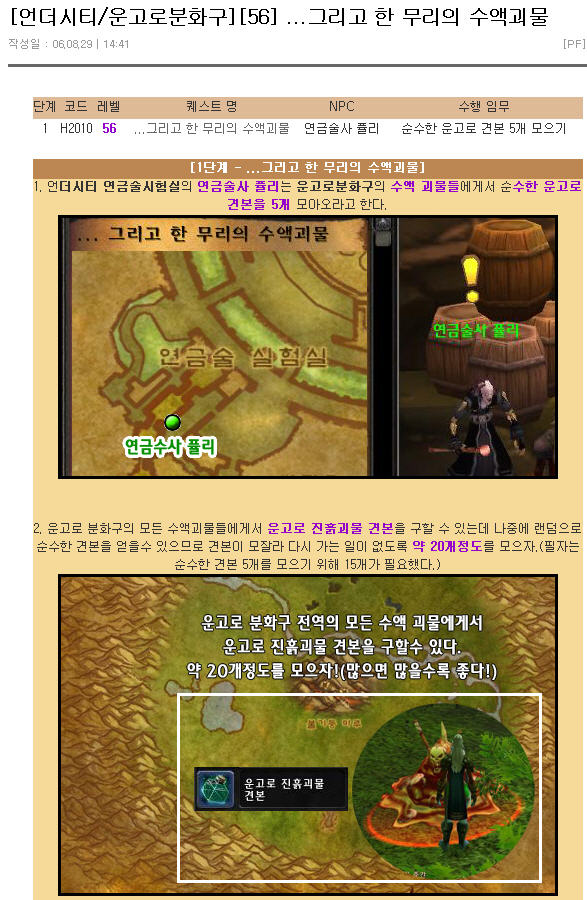 [언더시티/운고로분화구][56] ...그리고 한 무리의 수액괴물
작성일 : 06.08.29 | 14:41 [PF]
단계 코드 레벨 퀘스트 명 NPC 수행 임무
1 H2010 56 ...그리고 한 무리의 수액괴물 연금술사 퓰리 순수한 운고로 견본 5개 모으기
[1단계 - ...그리고 한 무리의 수액괴물]
1. 언더시티 연금술시험실의 연금술사 퓰리는 운고로분화구의 수액 괴물들에게서 순수한 운고로
견본을 5개 모아오라고 한다.
... 그리고 한 무리의 수액괴물
연금술사 퓰리
연금술 실험실
연금수사 퓰리
2. 운고로 분화구의 모든 수액괴물들에게서 운고로 진흙괴물 견본을 구할 수 있는데 나중에 랜덤으로
순수한 견본을 얻을수 있으므로 견본이 모잘라 다시 가는 일이 없도록 약 20개정도를 모으자.(필자는
순수한 견본 5개를 모으기 위해 15개가 필요했다.)
운고로 분화구 전역의 모든 수액 괴물에게서
운고로 진흙괴물 견본을 구할수 있다.
약 20개정도를 모으자!(많으면 많을수록 좋다!)
운고로 진흙괴물
견본